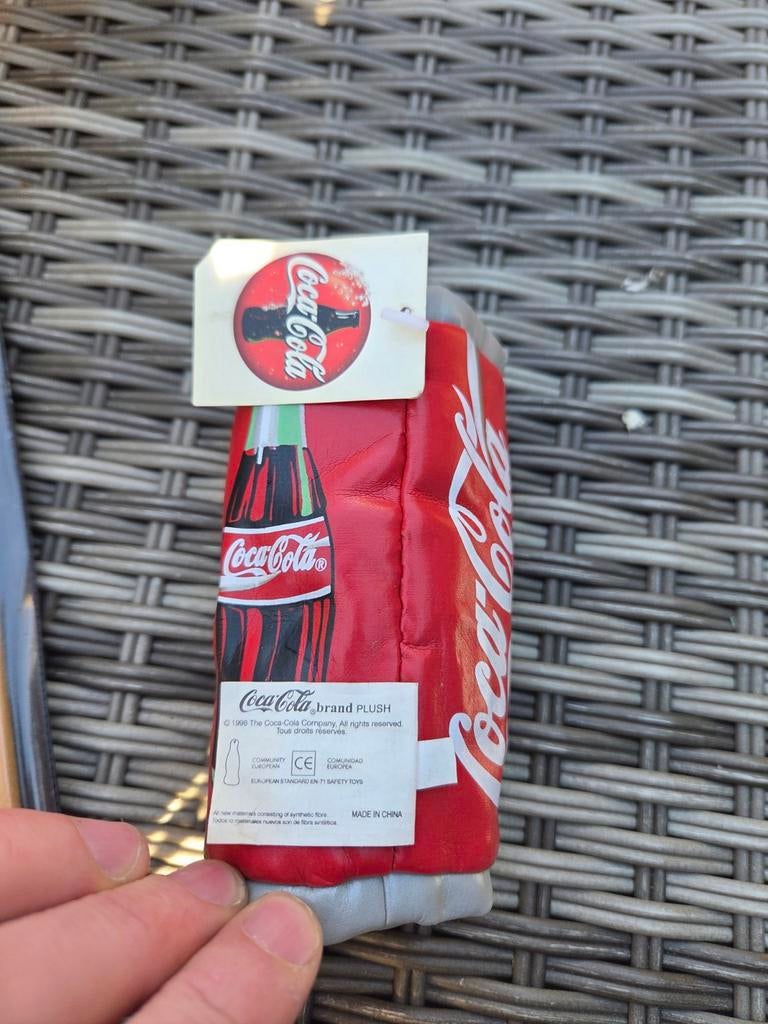 Coca-Cola
Coca-Cola®
Coca-Cola
Coca-Cola® brand PLUSH
© 1996 The Coca-Cola Company, All rights reserved.
Tous droits réservés.
COMMUNITY CE COMUNIDAD
EUROPEAN EUROPEA
EUROPEAN STANDARD EN-71 SAFETY TOYS
All new materials consisting of synthetic fibre.
Todos o materiales nuevos son de fibra sintética.
MADE IN CHINA